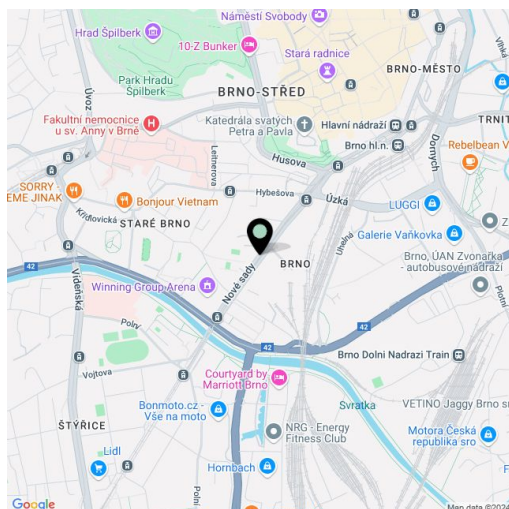 Náměstí Svobody
Hrad Špilberk
10-Z Bunker
Stará radnice
Vlhká
BRNO-MĚSTO
Park Hradu
Špilberk
BRNO-STŘED
Úvoz
Fakultní nemocnice
u sv. Anny v Brně
Katedrála svatých
Petra a Pavla
Hlavní nádraží
TRNIT
Brno hl.n.
Domych
Rebelbean V
Husova
Leitnerova
SORRY
EME JINAK
Bonjour Vietnam
Hybešova
Úzká
LUGGI
Křídlovická
STARÉ BRNO
Uhelná
Galerie Vaňkovka
Z
Brno, ÚAN Zvonařka
- autobusové nádraží
42
BRNO
Nové sady
Vídeňská
Winning Group Arena
Plotní
42
Polní
42
Brno Dolni Nadrazi Train
Vojtova
Courtyard by
Marriott Brno
Svratka
VETINO Jaggy Brno s
Bonmoto.cz -
Vše na moto
ŠTÝŘICE
NRG - Energy
Fitness Club
Motora Česká
republika sro
Lidl
Hornbach
F
Polní
Google
Map data ©2024